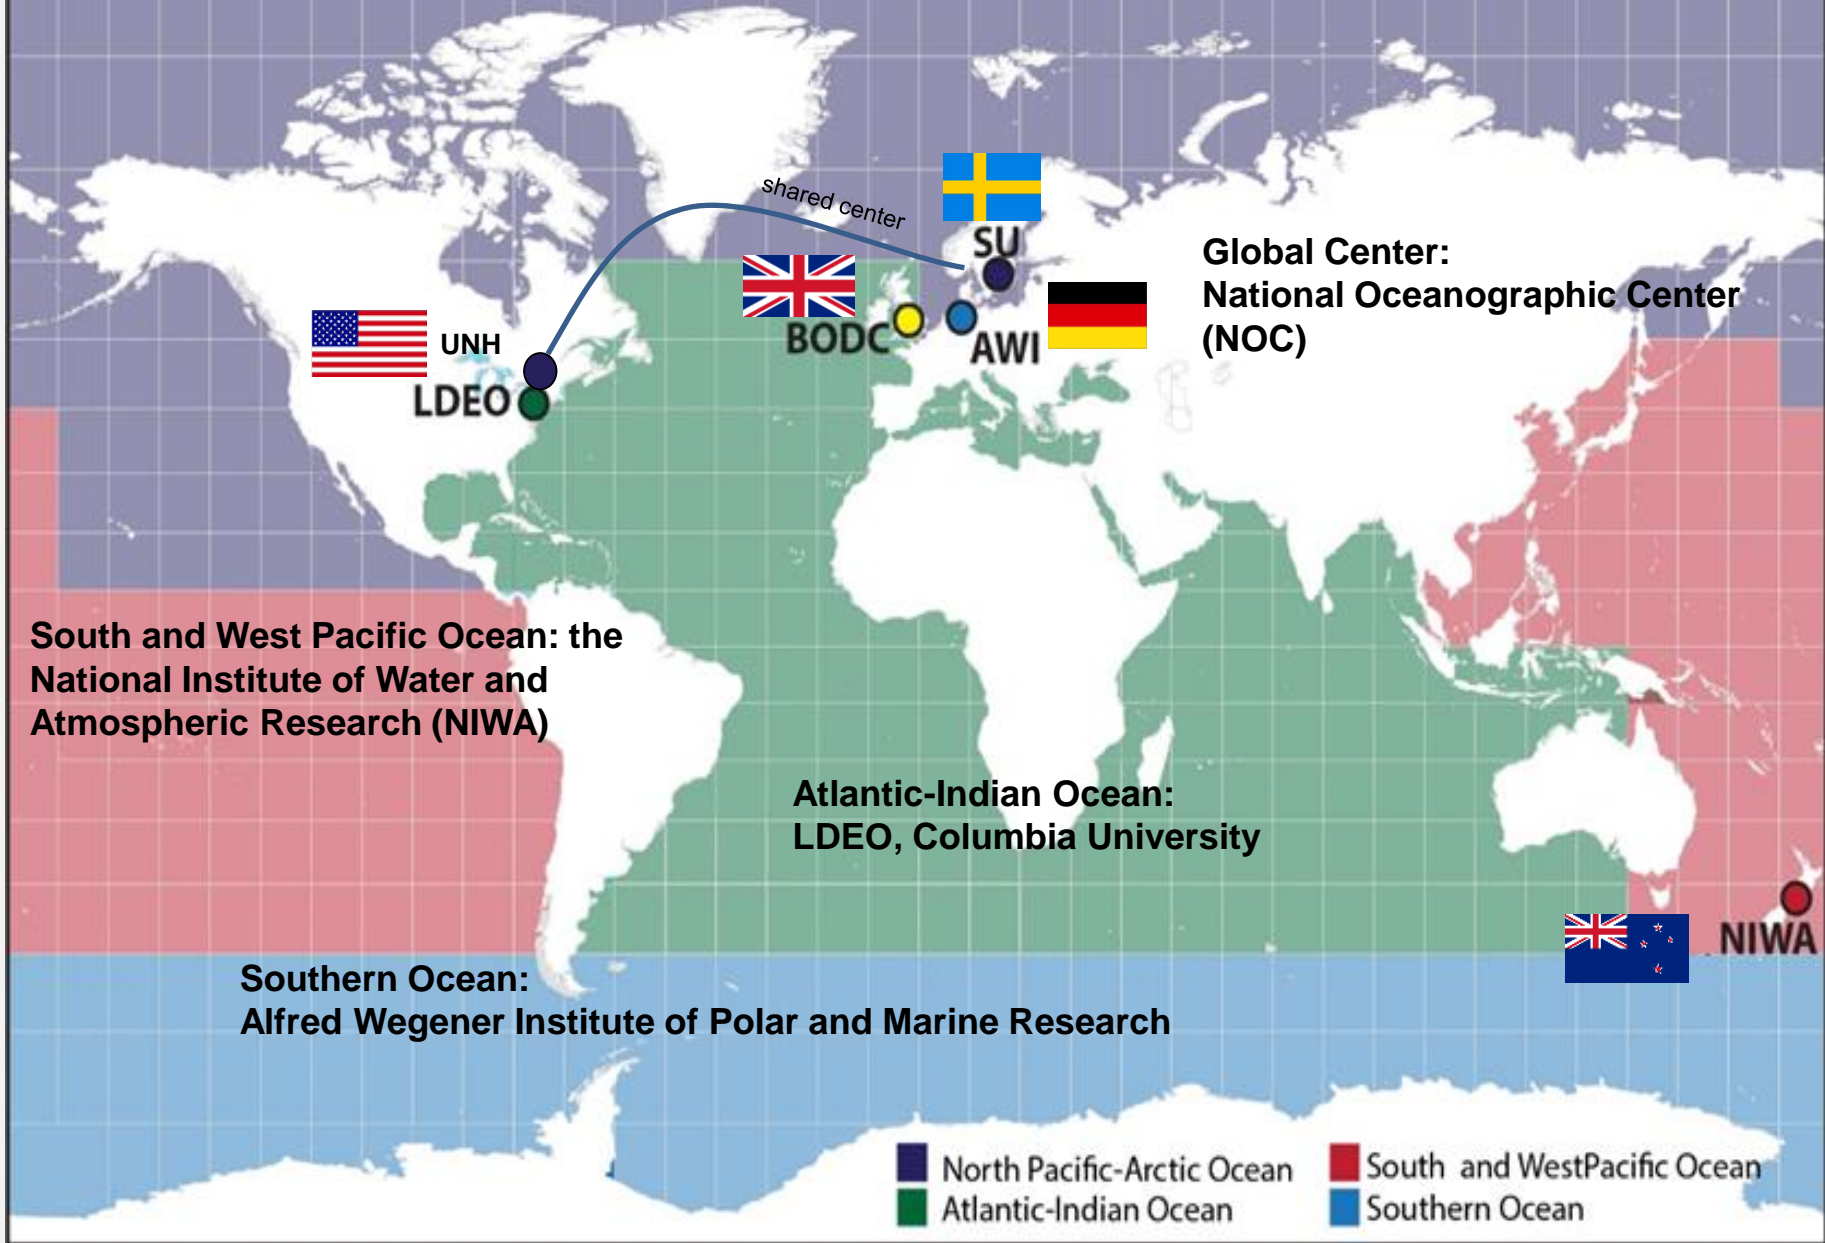 shared center
SU
Global Center:
National Oceanographic Center
(NOC)
BODC
AWI
UNH
LDEO
South and West Pacific Ocean: the
National Institute of Water and
Atmospheric Research (NIWA)
Atlantic-Indian Ocean:
LDEO, Columbia University
NIWA
Southern Ocean:
Alfred Wegener Institute of Polar and Marine Research
North Pacific-Arctic Ocean
South and WestPacific Ocean
Atlantic-Indian Ocean
Southern Ocean